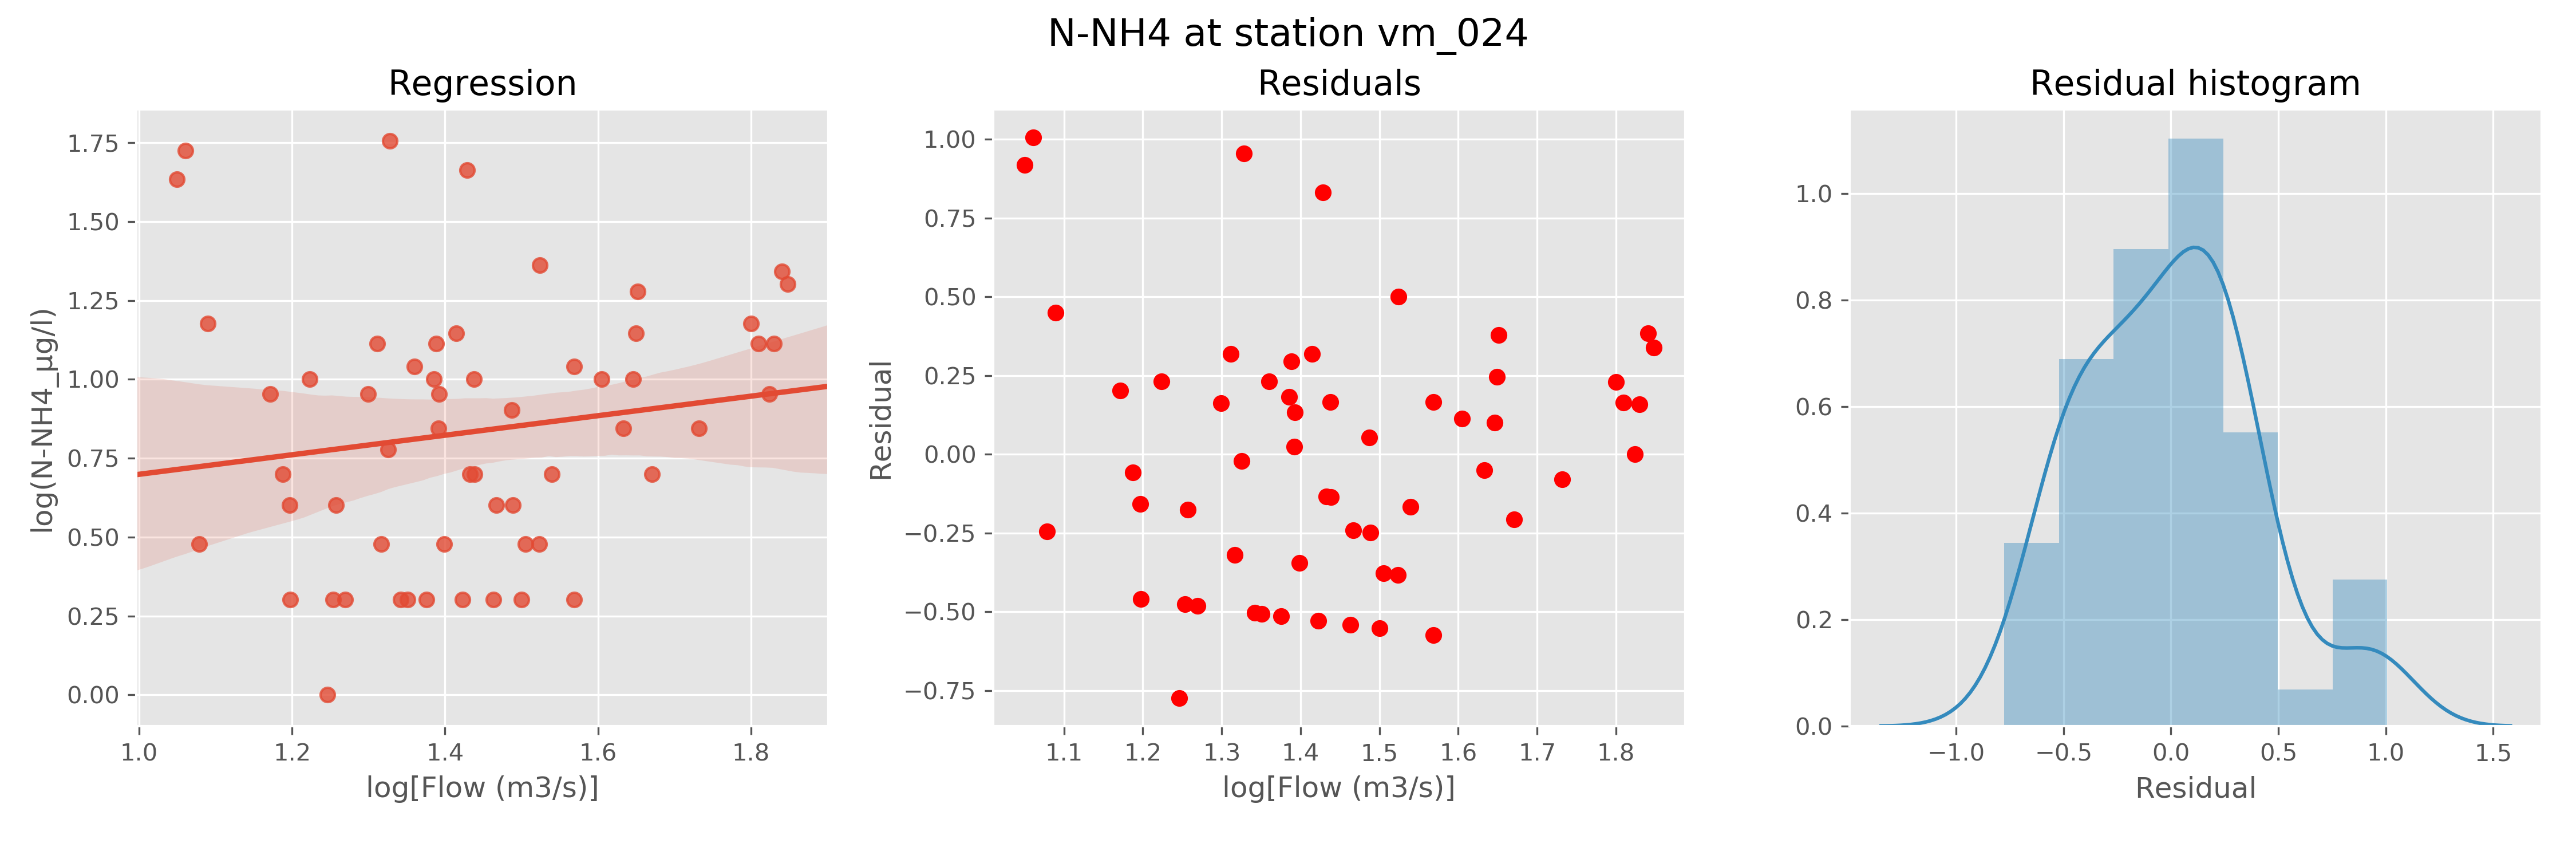 N-NH4 at station vm_024
Regression
1.75
1.50
1.25
1.00
0.75
0.50
0.25
0.00
log(N-NH4_µg/l)
1.0 1.2 1.4 1.6 1.8
log[Flow (m3/s)]
Residuals
1.00
0.75
0.50
0.25
0.00
−0.25
−0.50
−0.75
Residual
1.1 1.2 1.3 1.4 1.5 1.6 1.7 1.8
log[Flow (m3/s)]
Residual histogram
1.0
0.8
0.6
0.4
0.2
0.0
−1.0 −0.5 0.0 0.5 1.0 1.5
Residual